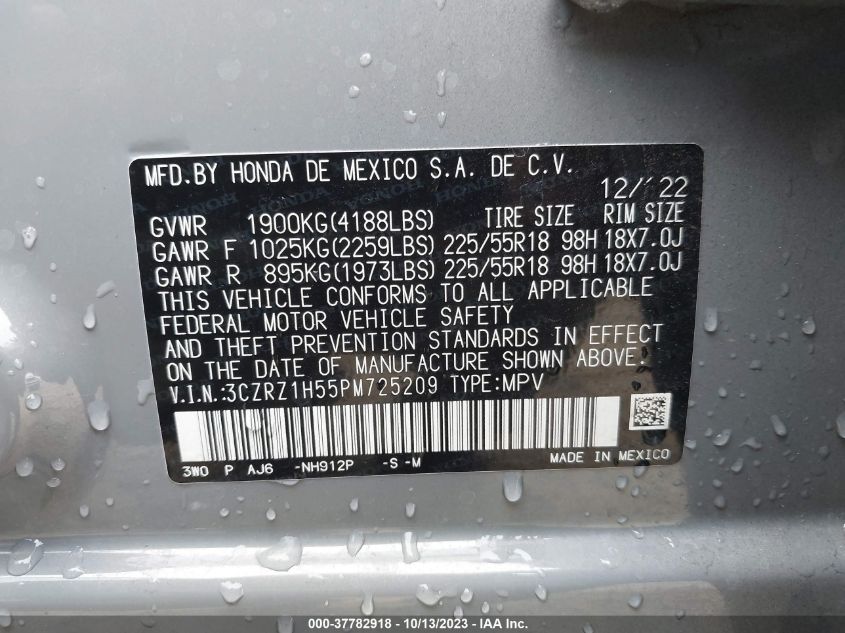 MFD.BY HONDA DE MEXICO S.A. DE C.V.
12/'22
GVWR 1900KG(4188LBS) TIRE SIZE RIM SIZE
GAWR F 1025KG(2259LBS) 225/55R18 98H 18X7.0J
GAWR R 895KG(1973LBS) 225/55R18 98H 18X7.0J
THIS VEHICLE CONFORMS TO ALL APPLICABLE
FEDERAL MOTOR VEHICLE SAFETY
AND THEFT PREVENTION STANDARDS IN EFFECT
ON THE DATE OF MANUFACTURE SHOWN ABOVE.
V.I.N.:3CZRZ1H55PM725209 TYPE:MPV
3W0 P AJ6 -NH912P -S-M MADE IN MEXICO
000-37782918 - 10/13/2023 - IAA Inc.